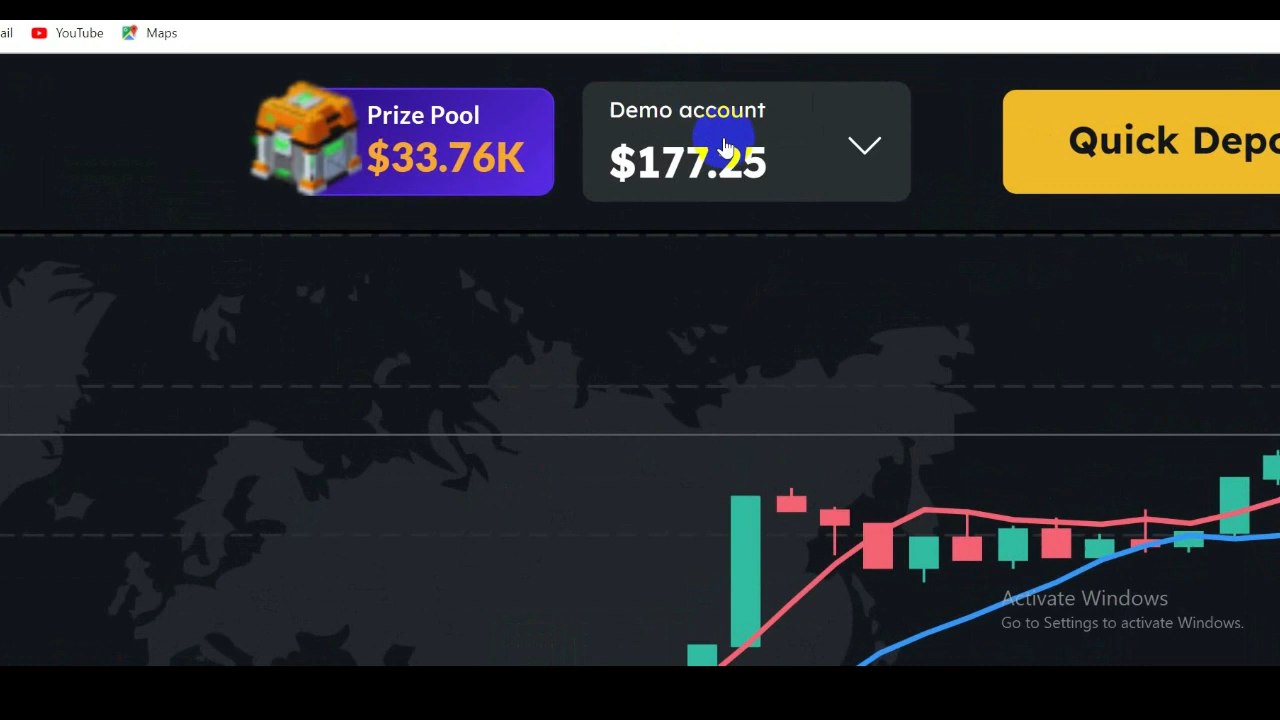 ail YouTube Maps
Prize Pool
$33.76K
Demo account
$177.25
Quick Depo
Activate Windows
Go to Settings to activate Windows.